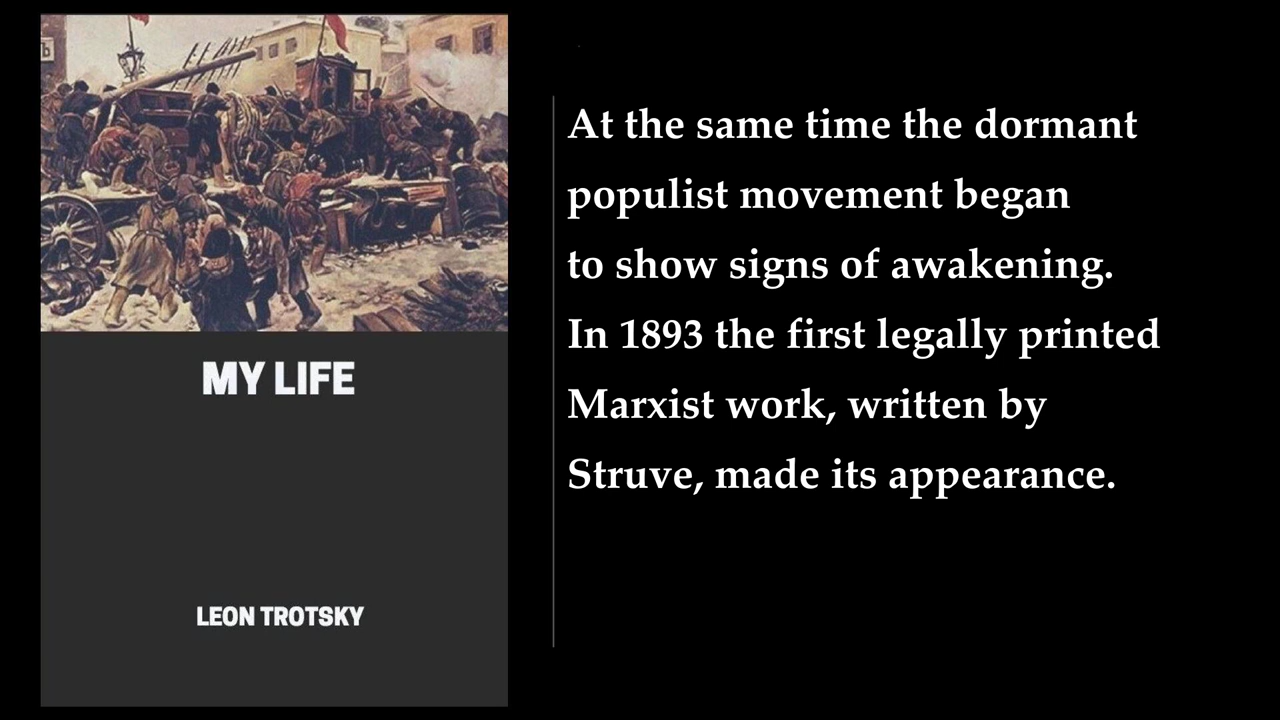 Ъ
MY LIFE
LEON TROTSKY
At the same time the dormant
populist movement began
to show signs of awakening.
In 1893 the first legally printed
Marxist work, written by
Struve, made its appearance.